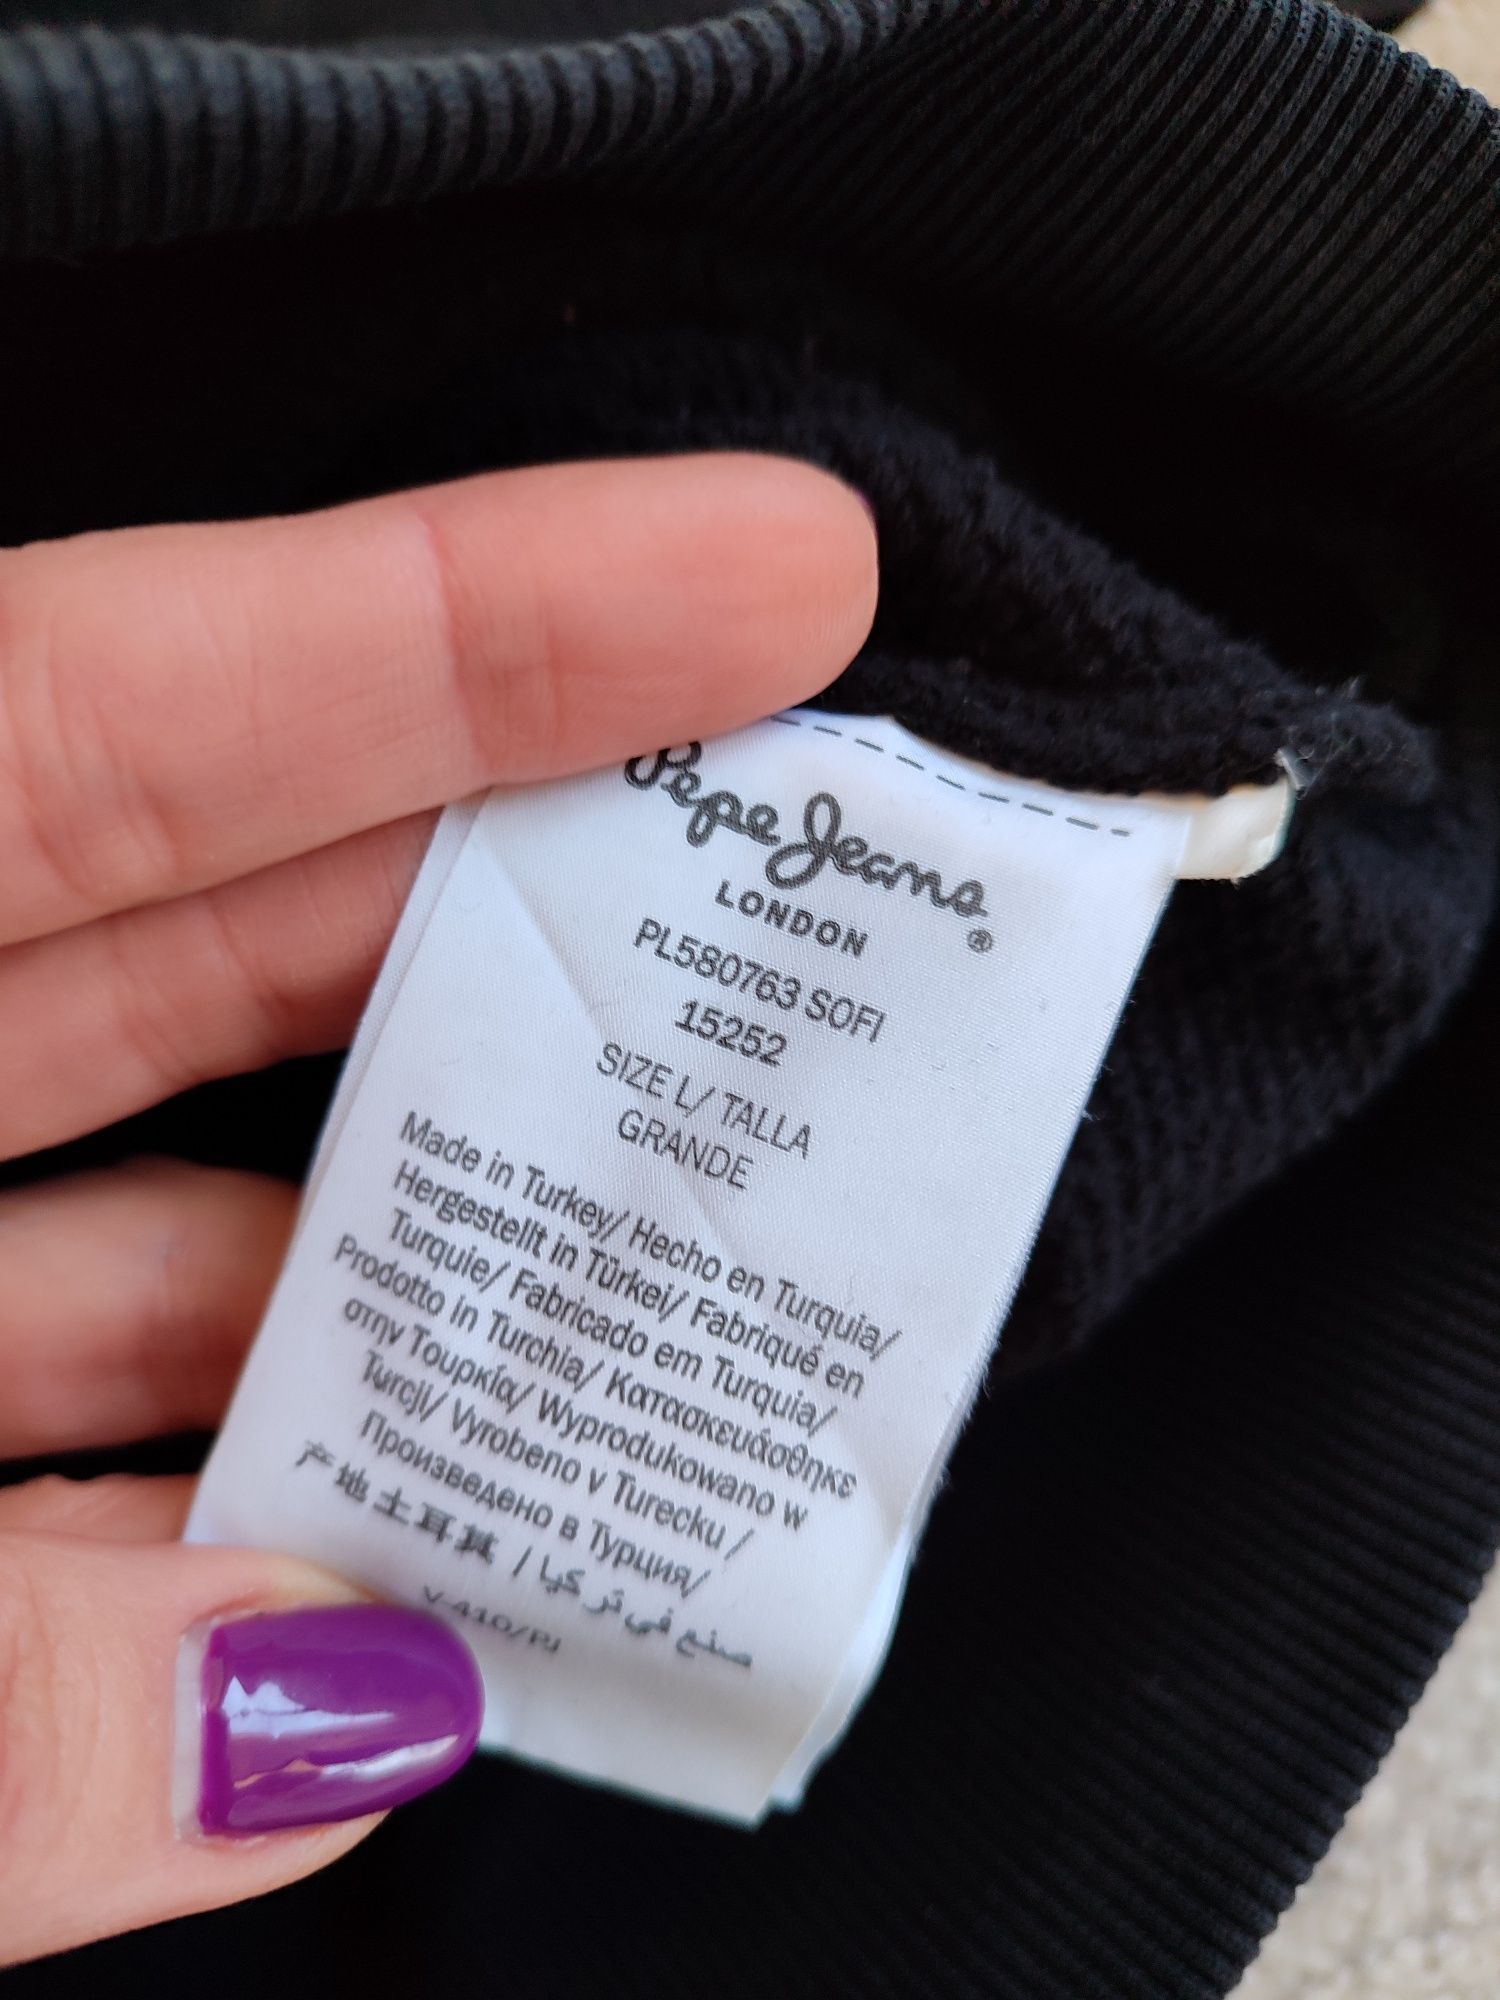 Pepe Jeans
LONDON
®
PL580763 SOFI
15252
SIZE L/ TALLA
GRANDE
Made in Turkey/ Hecho en Turquia/
Hergestellt in Türkei/ Fabriqué en
Turquie/ Fabricado em Turquia/
Prodotto in Turchia/ Κατασκευάσθηκε
στην Τουρκία/ Wyprodukowano w
Turcji/ Vyrobeno v Turecku /
Произведено в Турция/
产地土耳其 / صنع في تركيا
V-410/PJ